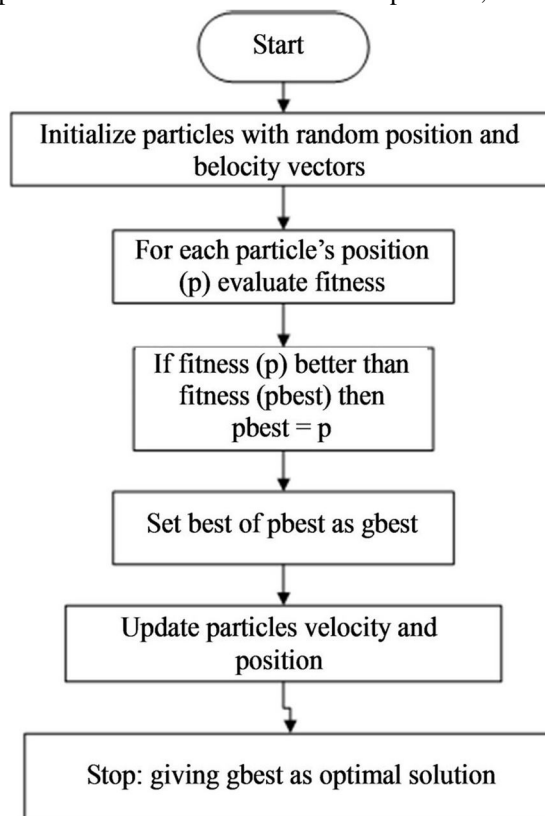 Start
Initialize particles with random position and
belocity vectors
For each particle’s position
(p) evaluate fitness
If fitness (p) better than
fitness (pbest) then
pbest = p
Set best of pbest as gbest
Update particles velocity and
position
Stop: giving gbest as optimal solution